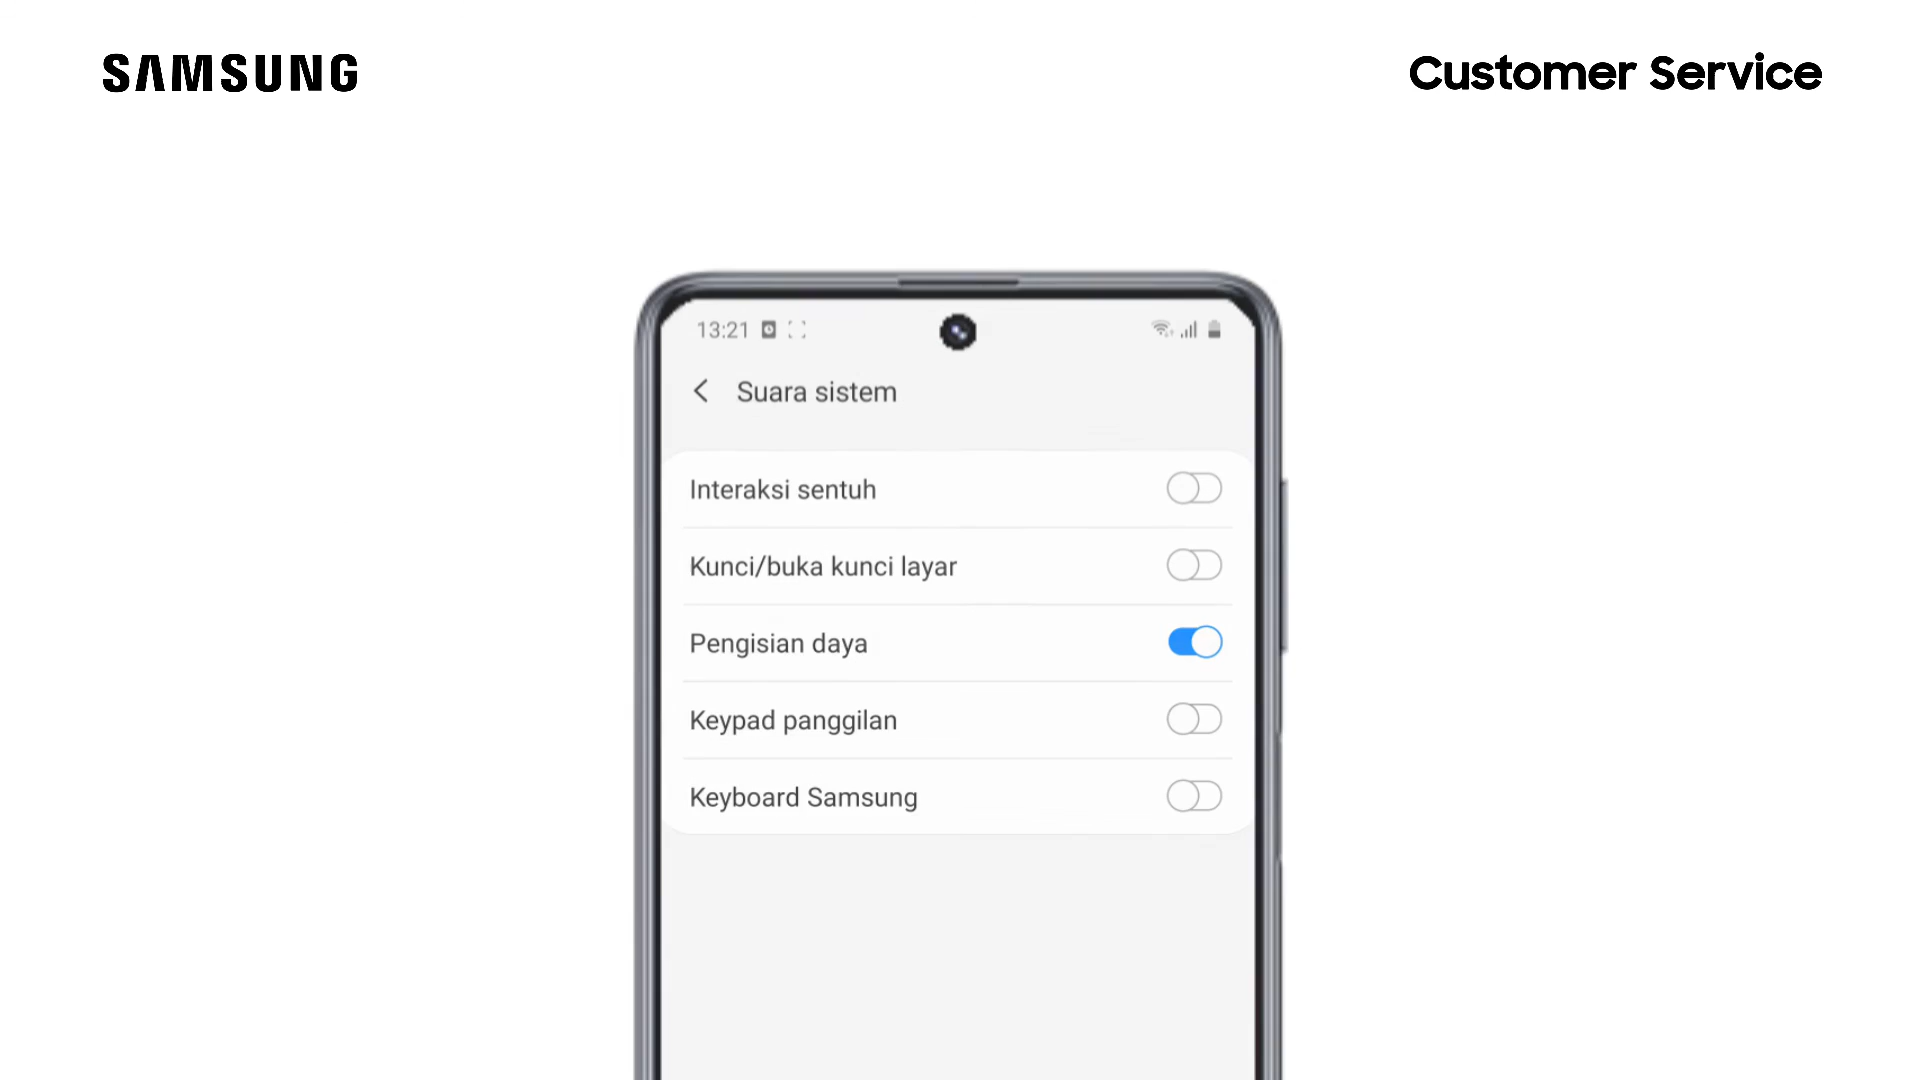 SAMSUNG
Customer Service
13:21
Suara sistem
Interaksi sentuh
Kunci/buka kunci layar
Pengisian daya
Keypad panggilan
Keyboard Samsung